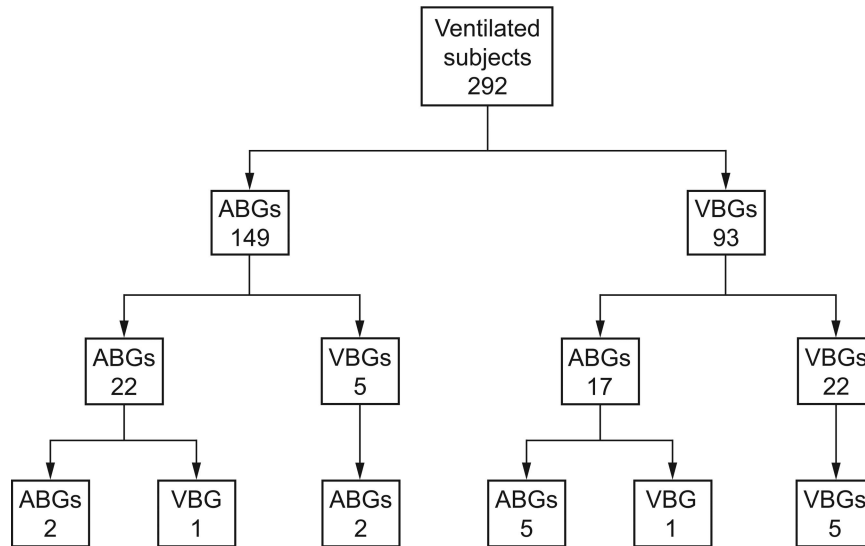 Ventilated
subjects
292
ABGs
149
VBGs
93
ABGs
22
VBGs
5
ABGs
17
VBGs
22
ABGs
2
VBG
1
ABGs
2
ABGs
5
VBG
1
VBGs
5